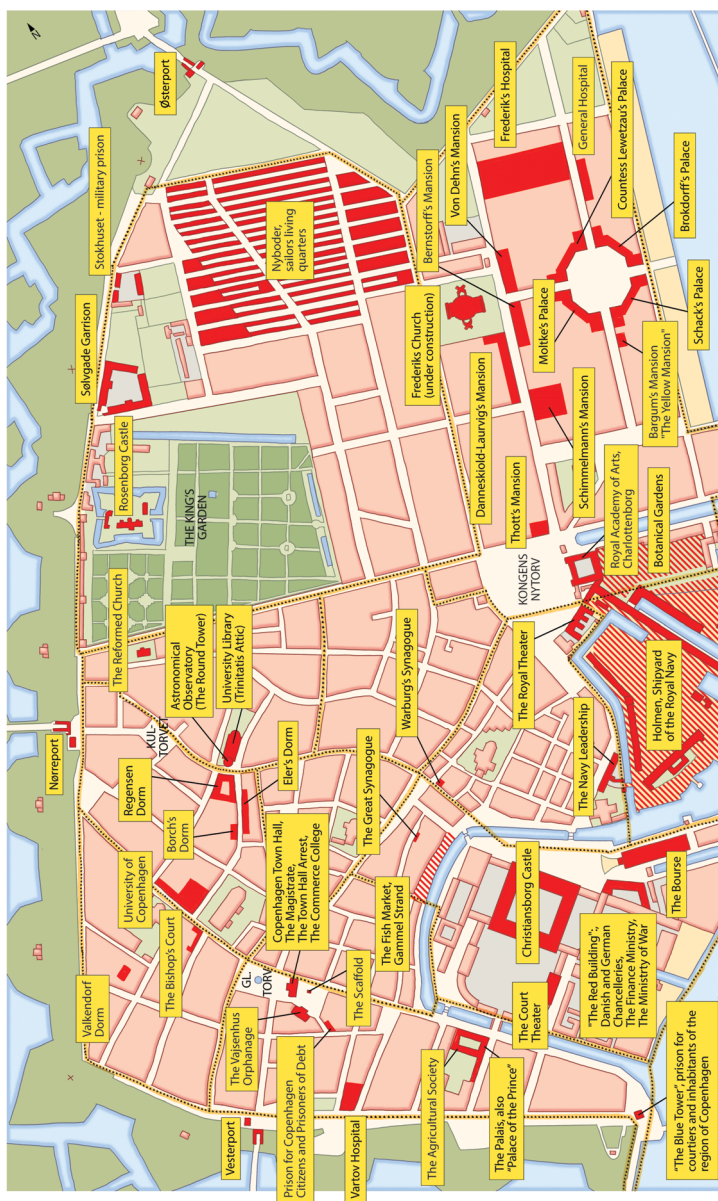 N
Østerport
Stokhuset - military prison
Sølvgade Garrison
Rosenborg Castle
THE KING'S
GARDEN
Nyboder,
sailors living
quarters
Frederik's Hospital
General Hospital
Von Dehn's Mansion
Countess Lewetzau's Palace
Bernstorff's Mansion
Brokdorff's Palace
Frederiks Church
(under construction)
Moltke's Palace
Schack's Palace
Danneskiold-Laurvig's Mansion
Bargum's Mansion
"The Yellow Mansion"
Schimmelmann's Mansion
Thott's Mansion
Royal Academy of Arts,
Charlottenborg
KONGENS
NYTORV
Botanical Gardens
The Reformed Church
Astronomical
Observatory
(The Round Tower)
University Library
(Trinitatis Attic)
Nørreport
KUL-
TORVET
Warburg's Synagogue
The Royal Theater
Holmen, Shipyard
of the Royal Navy
Regensen
Dorm
Eler's Dorm
The Navy Leadership
Borch's
Dorm
The Great Synagogue
University of
Copenhagen
Copenhagen Town Hall,
The Magistrate,
The Town Hall Arrest,
The Commerce College
The Fish Market,
Gammel Strand
Christiansborg Castle
The Bourse
The Bishop's Court
GL.
TORV
The Scaffold
Valkendorf
Dorm
The Vajsenhus
Orphanage
The Court
Theater
"The Red Building":,
Danish and German
Chancelleries,
The Finance Ministry,
The Ministrty of War
Vesterport
Prison for Copenhagen
Citizens and Prisoners of Debt
Vartov Hospital
The Agricultural Society
The Palais, also
"Palace of the Prince"
"The Blue Tower", prison for
courtiers and inhabitants of the
region of Copenhagen